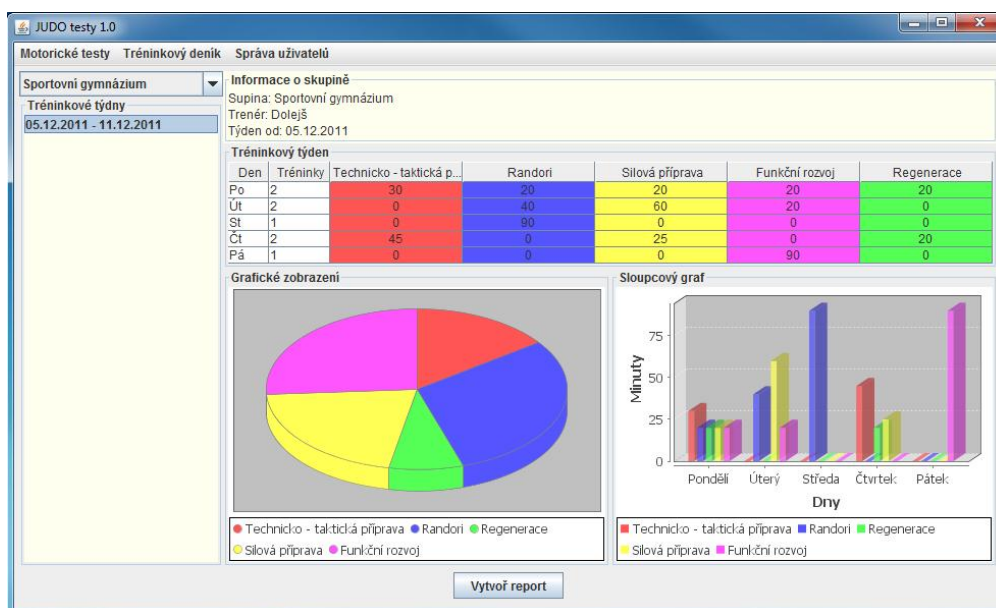 JUDO testy 1.0
Motorické testy Tréninkový deník Správa uživatelů
Sportovní gymnázium
Tréninkové týdny
05.12.2011 - 11.12.2011
Informace o skupině
Supina: Sportovní gymnázium
Trenér: Dolejš
Týden od: 05.12.2011
Tréninkový týden
Den Tréninky Technicko - taktická p... Randori Silová příprava Funkční rozvoj Regenerace
Po 2 30 20 20 20 20
Út 2 0 40 60 20 0
St 1 0 90 0 0 0
Čt 2 45 0 25 0 20
Pá 1 0 0 0 90 0
Grafické zobrazení
Technicko - taktická příprava Randori Regenerace
Silová příprava Funkční rozvoj
Sloupcový graf
Minuty
75
50
25
0
Pondělí Úterý Středa Čtvrtek Pátek
Dny
Technicko - taktická příprava Randori Regenerace
Silová příprava Funkční rozvoj
Vytvoř report